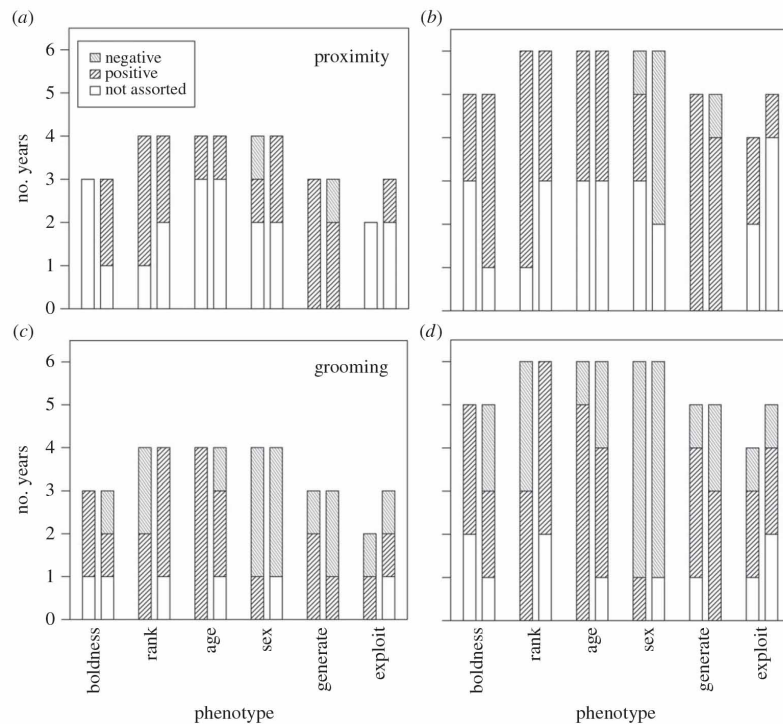 (a)
(b)
6
5
4
3
2
1
0
no. years
negative
positive
not assorted
proximity
(c)
(d)
6
5
4
3
2
1
0
no. years
grooming
boldness
rank
age
sex
generate
exploit
phenotype
boldness
rank
age
sex
generate
exploit
phenotype